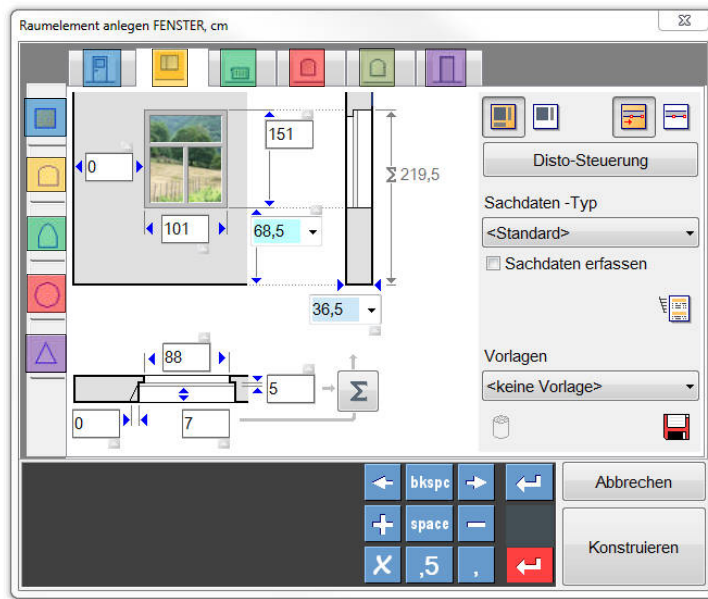 Raumelement anlegen FENSTER, cm
0
151
Σ 219,5
101
68,5
36,5
88
5
Σ
0
7
Disto-Steuerung
Sachdaten -Typ
<Standard>
Sachdaten erfassen
Vorlagen
<keine Vorlage>
bkspc
space
,5
,
Abbrechen
Konstruieren